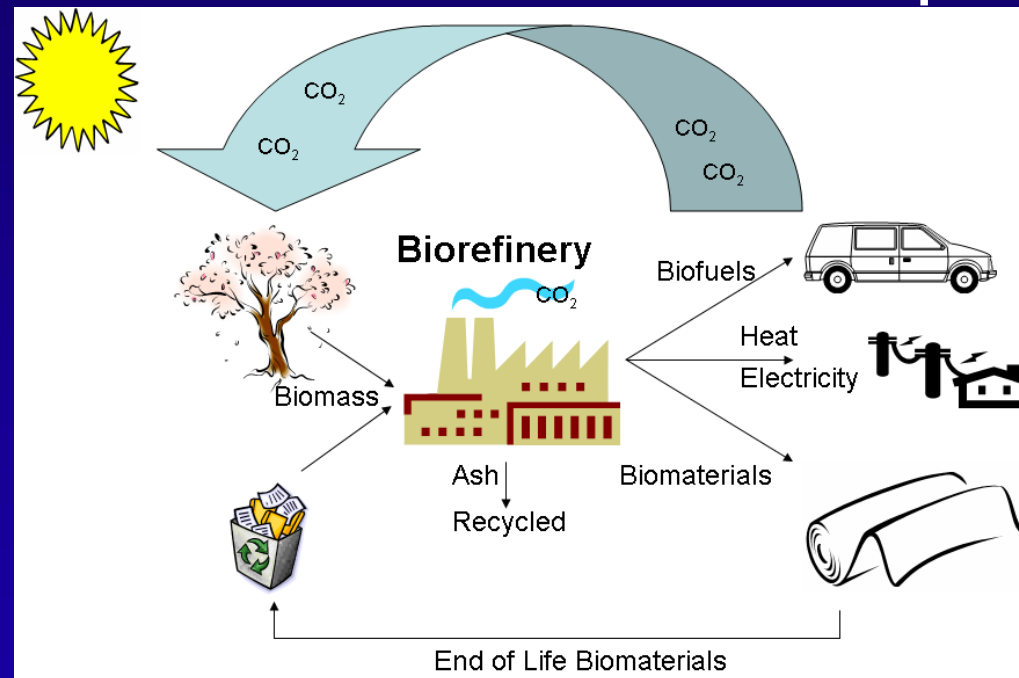 CO₂
CO₂
CO₂
CO₂
Biorefinery
CO₂
Biofuels
Heat
Electricity
Biomass
Biomaterials
Ash
Recycled
End of Life Biomaterials